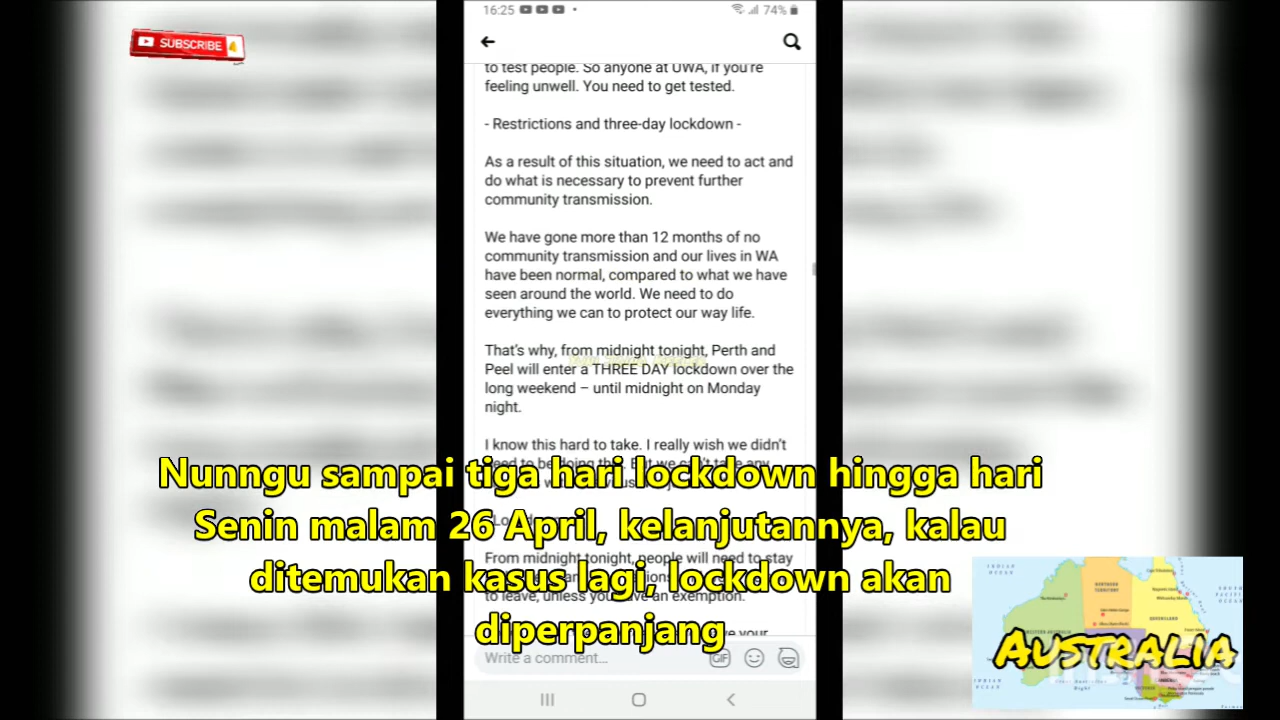 16:25
74%
SUBSCRIBE
to test people. So anyone at UWA, if you're
feeling unwell. You need to get tested.
- Restrictions and three-day lockdown -
As a result of this situation, we need to act and
do what is necessary to prevent further
community transmission.
We have gone more than 12 months of no
community transmission and our lives in WA
have been normal, compared to what we have
seen around the world. We need to do
everything we can to protect our way life.
That's why, from midnight tonight, Perth and
Peel will enter a THREE DAY lockdown over the
long weekend – until midnight on Monday
night.
I know this hard to take. I really wish we didn't
Nunngu sampai tiga hari lockdown hingga hari
Senin malam 26 April, kelanjutannya, kalau
From midnight tonight, people will need to stay
ditemukan kasus lagi, lockdown akan
to leave, unless you have an exemption.
diperpanjang
Write a comment...
GIF
NORTHERN
TERRITORY
AUSTRALIA